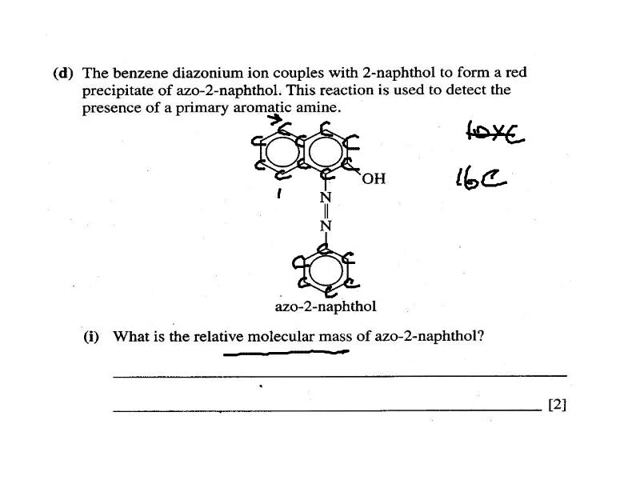 (d) The benzene diazonium ion couples with 2-naphthol to form a red
precipitate of azo-2-naphthol. This reaction is used to detect the
presence of a primary aromatic amine.
16C
OH
N
N
azo-2-naphthol
(i) What is the relative molecular mass of azo-2-naphthol?
[2]